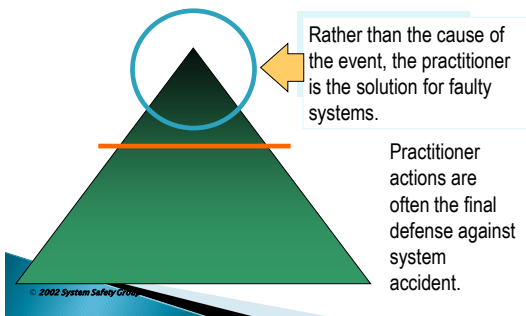 Rather than the cause of
the event, the practitioner
is the solution for faulty
systems.
Practitioner
actions are
often the final
defense against
system
accident.
© 2002 System Safety Group